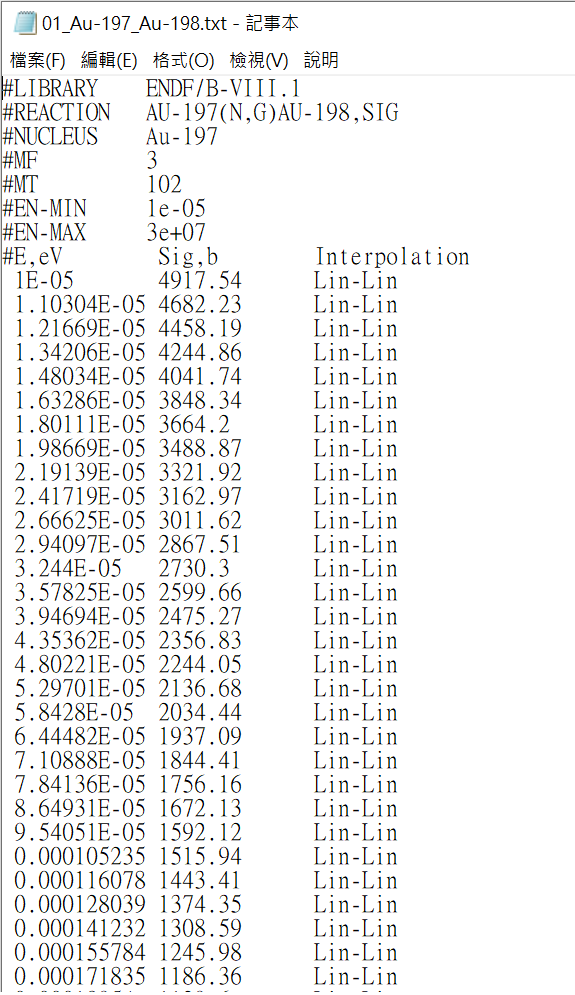 01_Au-197_Au-198.txt - 記事本
檔案(F) 編輯(E) 格式(O) 檢視(V) 說明
#LIBRARY ENDF/B-VIII.1
#REACTION AU-197(N,G)AU-198,SIG
#NUCLEUS Au-197
#MF 3
#MT 102
#EN-MIN 1e-05
#EN-MAX 3e+07
#E,eV Sig,b Interpolation
1E-05 4917.54 Lin-Lin
1.10304E-05 4682.23 Lin-Lin
1.21669E-05 4458.19 Lin-Lin
1.34206E-05 4244.86 Lin-Lin
1.48034E-05 4041.74 Lin-Lin
1.63286E-05 3848.34 Lin-Lin
1.80111E-05 3664.2 Lin-Lin
1.98669E-05 3488.87 Lin-Lin
2.19139E-05 3321.92 Lin-Lin
2.41719E-05 3162.97 Lin-Lin
2.66625E-05 3011.62 Lin-Lin
2.94097E-05 2867.51 Lin-Lin
3.244E-05 2730.3 Lin-Lin
3.57825E-05 2599.66 Lin-Lin
3.94694E-05 2475.27 Lin-Lin
4.35362E-05 2356.83 Lin-Lin
4.80221E-05 2244.05 Lin-Lin
5.29701E-05 2136.68 Lin-Lin
5.8428E-05 2034.44 Lin-Lin
6.44482E-05 1937.09 Lin-Lin
7.10888E-05 1844.41 Lin-Lin
7.84136E-05 1756.16 Lin-Lin
8.64931E-05 1672.13 Lin-Lin
9.54051E-05 1592.12 Lin-Lin
0.000105235 1515.94 Lin-Lin
0.000116078 1443.41 Lin-Lin
0.000128039 1374.35 Lin-Lin
0.000141232 1308.59 Lin-Lin
0.000155784 1245.98 Lin-Lin
0.000171835 1186.36 Lin-Lin